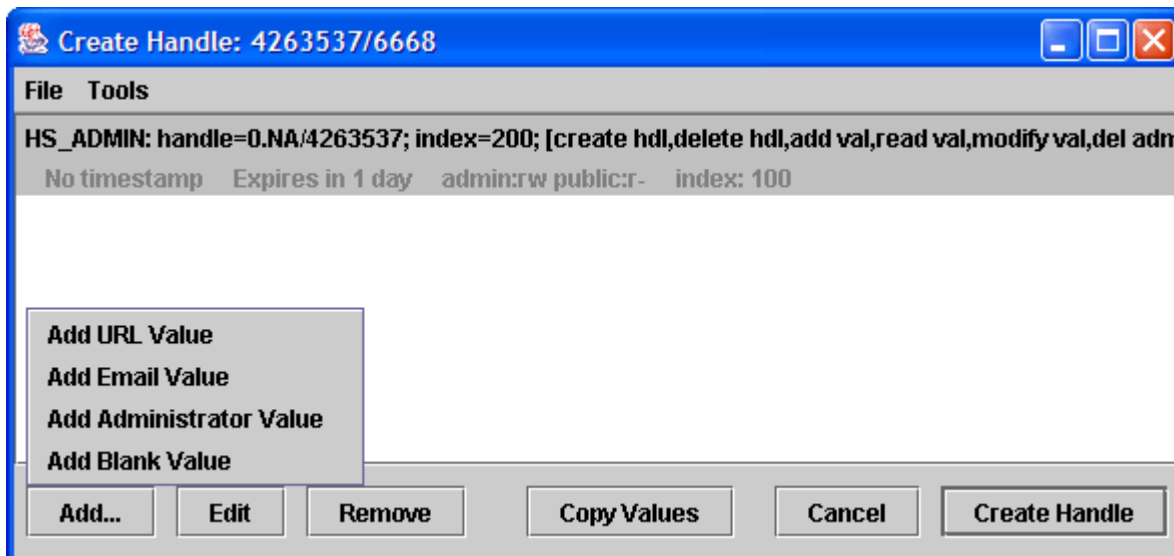 Create Handle: 4263537/6668
File Tools
HS_ADMIN: handle=0.NA/4263537; index=200; [create hdl,delete hdl,add val,read val,modify val,del adm
No timestamp Expires in 1 day admin:rw public:r- index: 100
Add URL Value
Add Email Value
Add Administrator Value
Add Blank Value
Add... Edit Remove Copy Values Cancel Create Handle